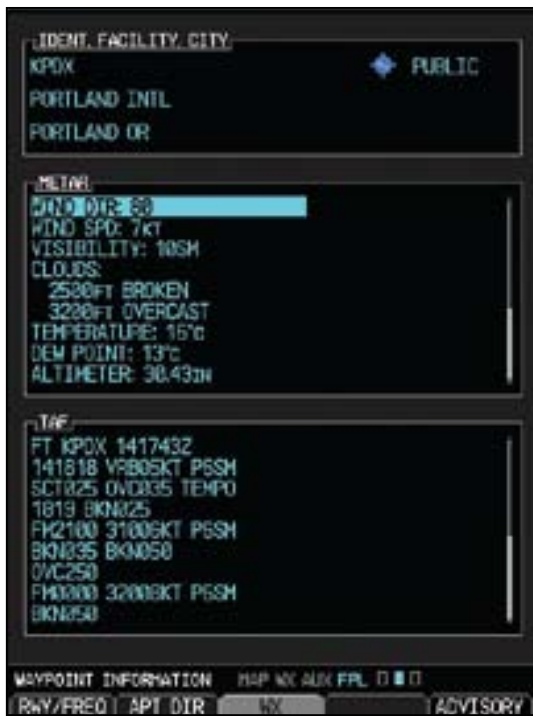 IDENT, FACILITY, CITY
KPDX PUBLIC
PORTLAND INTL
PORTLAND OR
METAR
WIND DIR: 80
WIND SPD: 7KT
VISIBILITY: 10SM
CLOUDS:
2500FT BROKEN
3200FT OVERCAST
TEMPERATURE: 16°C
DEW POINT: 13°C
ALTIMETER: 30.43IN
TAF
FT KPDX 141743Z
141818 VRB05KT P6SM
SCT025 OVC035 TEMPO
1819 BKN025
FM2100 31006KT P6SM
BKN035 BKN050
OVC250
FM0000 32008KT P6SM
BKN050
WAYPOINT INFORMATION MAP WX AUX FPL
RWY/FREQ APT DIR WX ADVISORY